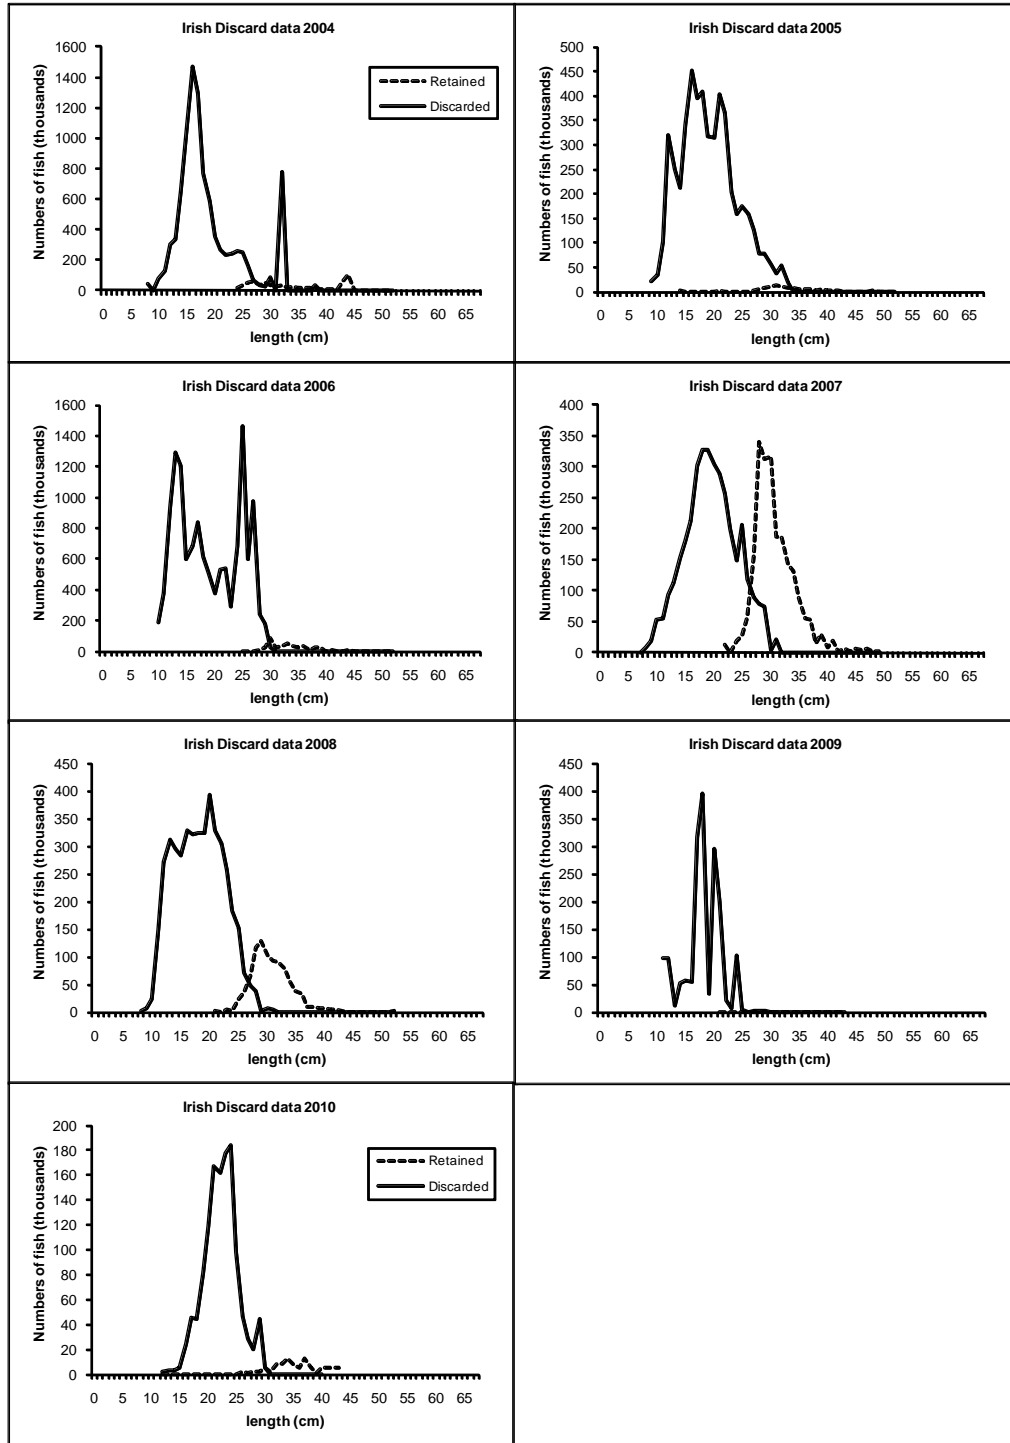 Irish Discard data 2004
Numbers of fish (thousands)
1600
1400
1200
1000
800
600
400
200
0
Retained
Discarded
0 5 10 15 20 25 30 35 40 45 50 55 60 65
length (cm)
Irish Discard data 2005
Numbers of fish (thousands)
500
450
400
350
300
250
200
150
100
50
0
0 5 10 15 20 25 30 35 40 45 50 55 60 65
length (cm)
Irish Discard data 2006
Numbers of fish (thousands)
1600
1400
1200
1000
800
600
400
200
0
0 5 10 15 20 25 30 35 40 45 50 55 60 65
length (cm)
Irish Discard data 2007
Numbers of fish (thousands)
400
350
300
250
200
150
100
50
0
0 5 10 15 20 25 30 35 40 45 50 55 60 65
length (cm)
Irish Discard data 2008
Numbers of fish (thousands)
450
400
350
300
250
200
150
100
50
0
0 5 10 15 20 25 30 35 40 45 50 55 60 65
length (cm)
Irish Discard data 2009
Numbers of fish (thousands)
450
400
350
300
250
200
150
100
50
0
0 5 10 15 20 25 30 35 40 45 50 55 60 65
length (cm)
Irish Discard data 2010
Numbers of fish (thousands)
200
180
160
140
120
100
80
60
40
20
0
Retained
Discarded
0 5 10 15 20 25 30 35 40 45 50 55 60 65
length (cm)